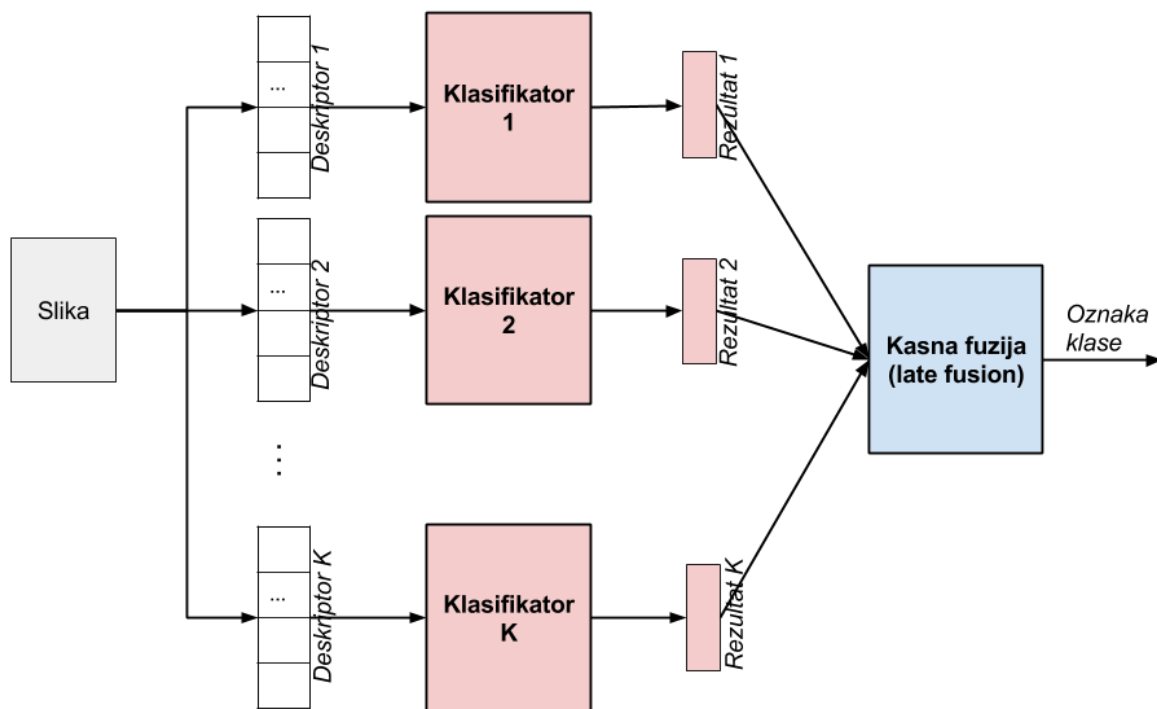 Slika
...
Deskriptor 1
Klasifikator
1
Rezultat 1
...
Deskriptor 2
Klasifikator
2
Rezultat 2
...
...
Deskriptor K
Klasifikator
K
Rezultat K
Kasna fuzija
(late fusion)
Oznaka
klase